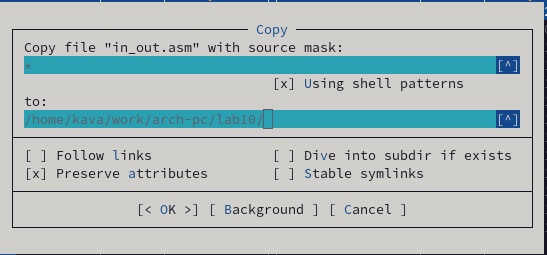 Copy
Copy file "in_out.asm" with source mask:
* [^]
[x] Using shell patterns
to:
/home/kava/work/arch-pc/lab10/ [^]
[ ] Follow links [ ] Dive into subdir if exists
[x] Preserve attributes [ ] Stable symlinks
[< OK >] [ Background ] [ Cancel ]